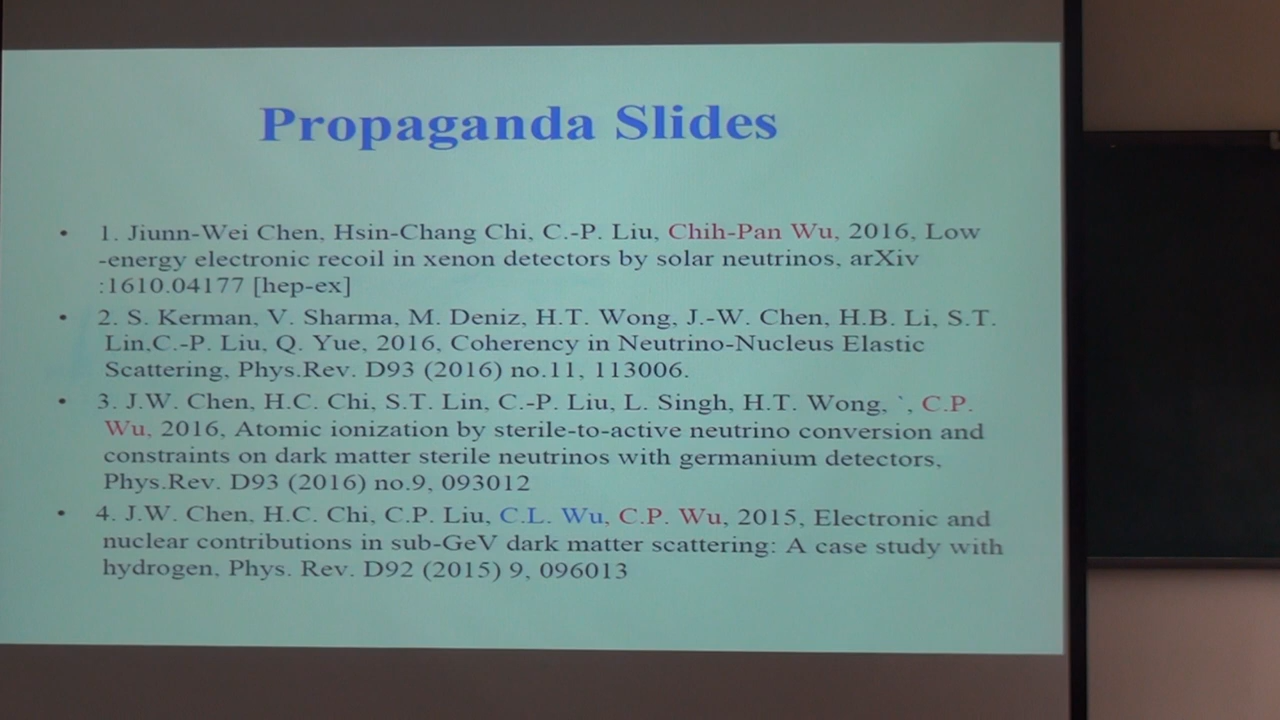 Propaganda Slides
• 1. Jiunn-Wei Chen, Hsin-Chang Chi, C.-P. Liu, Chih-Pan Wu, 2016, Low
-energy electronic recoil in xenon detectors by solar neutrinos, arXiv
:1610.04177 [hep-ex]
• 2. S. Kerman, V. Sharma, M. Deniz, H.T. Wong, J.-W. Chen, H.B. Li, S.T.
Lin,C.-P. Liu, Q. Yue, 2016, Coherency in Neutrino-Nucleus Elastic
Scattering, Phys.Rev. D93 (2016) no.11, 113006.
• 3. J.W. Chen, H.C. Chi, S.T. Lin, C.-P. Liu, L. Singh, H.T. Wong, `, C.P.
Wu, 2016, Atomic ionization by sterile-to-active neutrino conversion and
constraints on dark matter sterile neutrinos with germanium detectors,
Phys.Rev. D93 (2016) no.9, 093012
• 4. J.W. Chen, H.C. Chi, C.P. Liu, C.L. Wu, C.P. Wu, 2015, Electronic and
nuclear contributions in sub-GeV dark matter scattering: A case study with
hydrogen, Phys. Rev. D92 (2015) 9, 096013